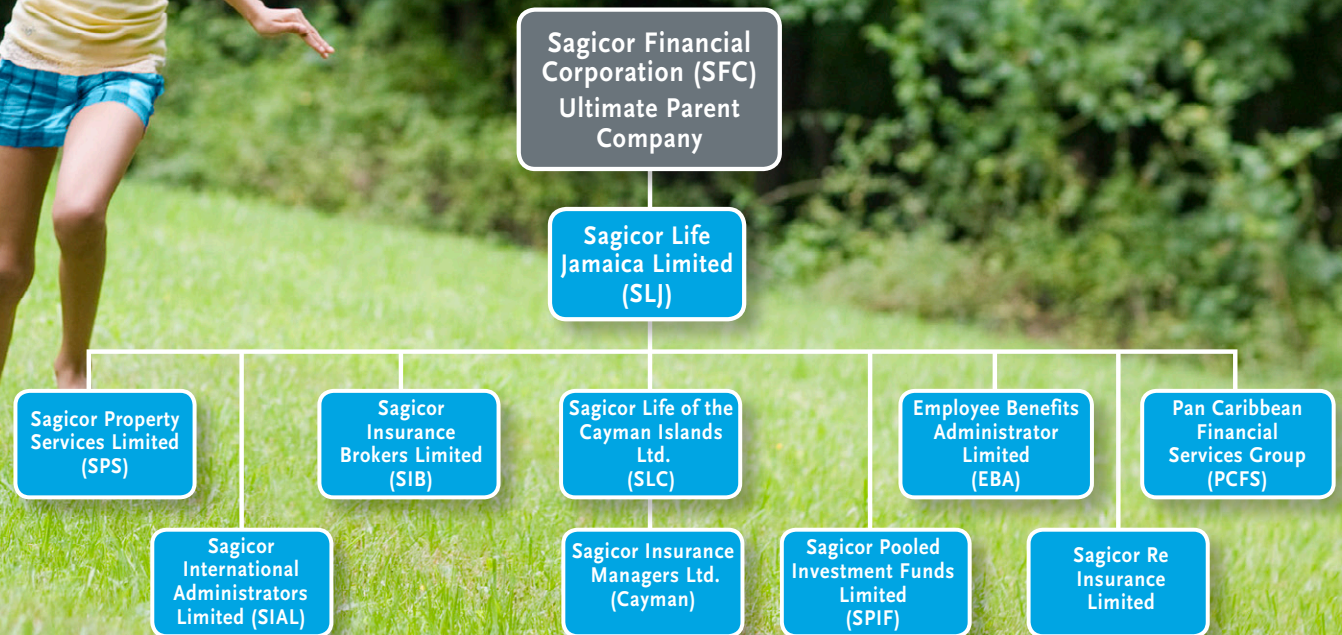 Sagicor Financial
Corporation (SFC)
Ultimate Parent
Company
Sagicor Life
Jamaica Limited
(SLJ)
Sagicor Property
Services Limited
(SPS)
Sagicor
Insurance
Brokers Limited
(SIB)
Sagicor Life of the
Cayman Islands
Ltd.
(SLC)
Employee Benefits
Administrator
Limited
(EBA)
Pan Caribbean
Financial
Services Group
(PCFS)
Sagicor
International
Administrators
Limited (SIAL)
Sagicor Insurance
Managers Ltd.
(Cayman)
Sagicor Pooled
Investment Funds
Limited
(SPIF)
Sagicor Re
Insurance
Limited